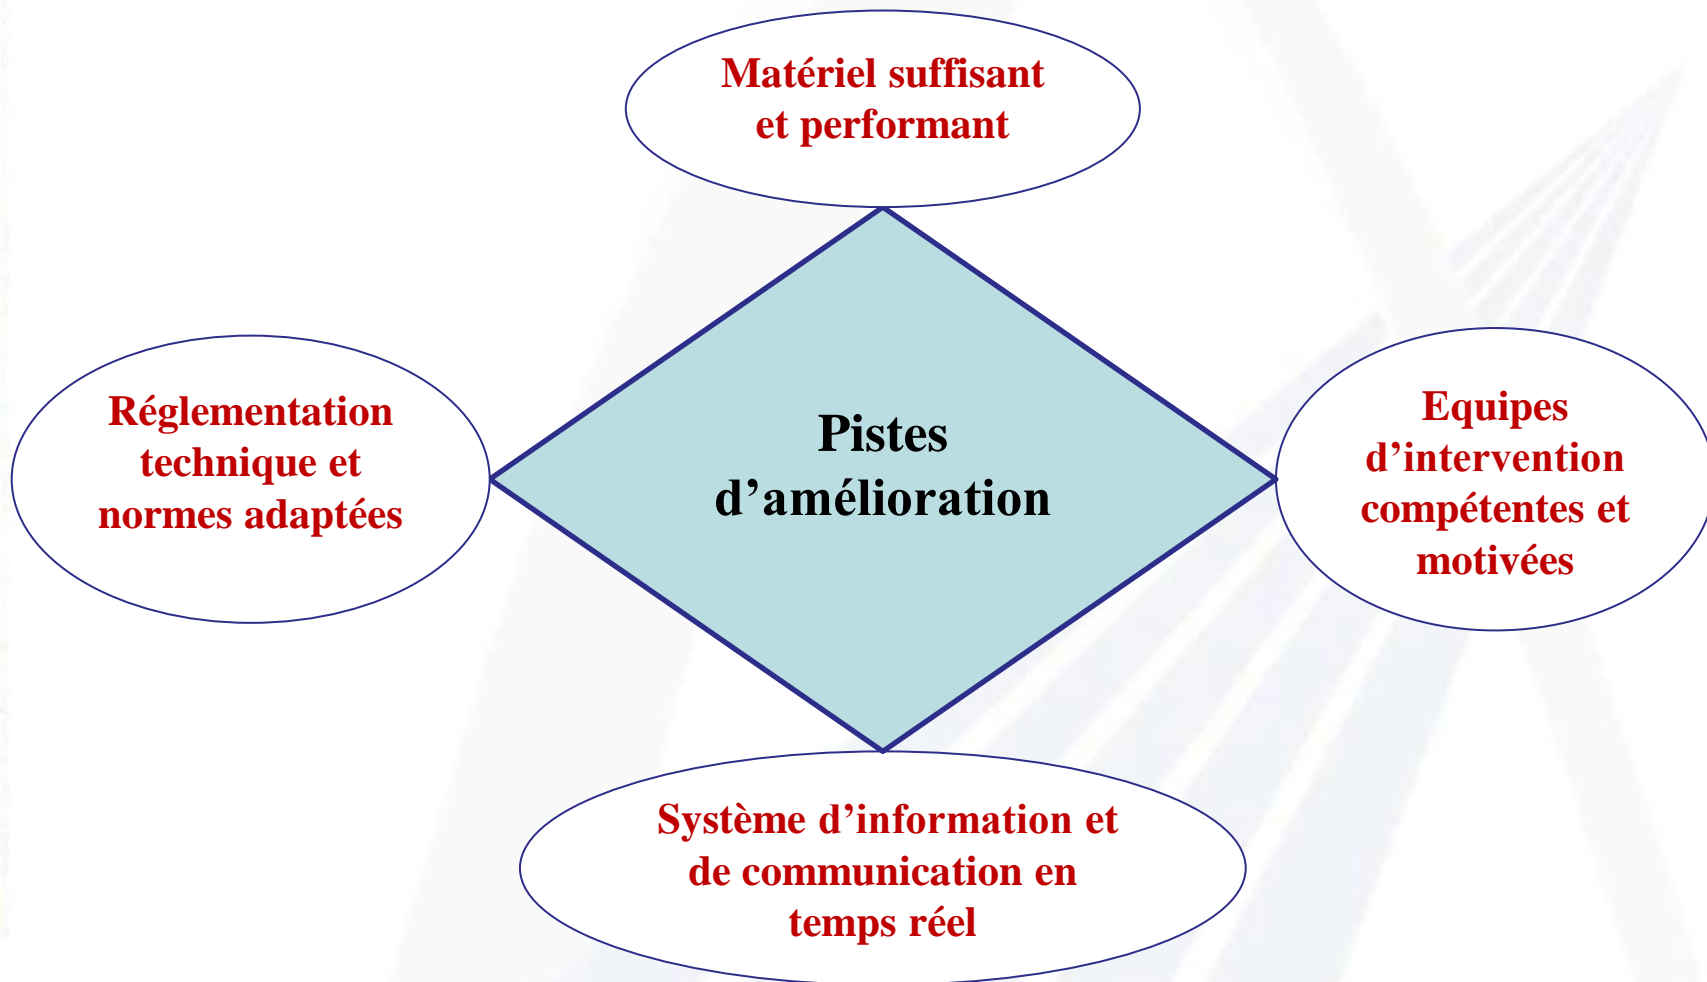 Matériel suffisant
et performant
Réglementation
technique et
normes adaptées
Pistes
d’amélioration
Equipes
d’intervention
compétentes et
motivées
Système d’information et
de communication en
temps réel